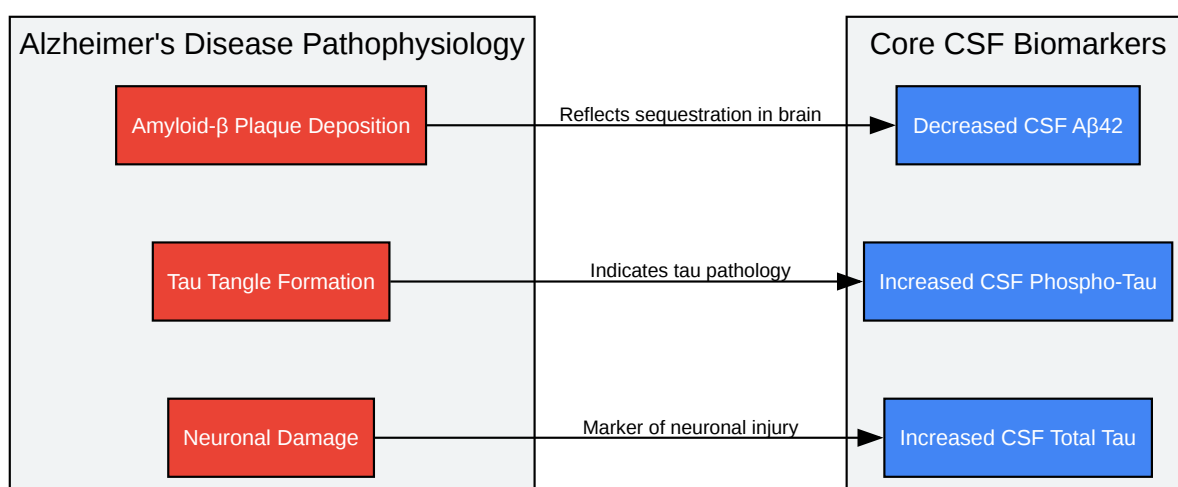 Alzheimer's Disease Pathophysiology
Core CSF Biomarkers
Amyloid-β Plaque Deposition
Reflects sequestration in brain
Decreased CSF Aβ42
Tau Tangle Formation
Indicates tau pathology
Increased CSF Phospho-Tau
Neuronal Damage
Marker of neuronal injury
Increased CSF Total Tau